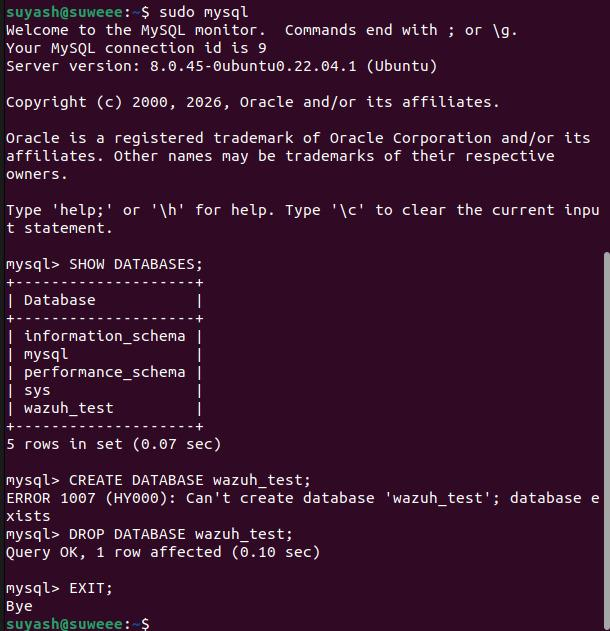 suyash@suweee:~$ sudo mysql
Welcome to the MySQL monitor.  Commands end with ; or \g.
Your MySQL connection id is 9
Server version: 8.0.45-0ubuntu0.22.04.1 (Ubuntu)

Copyright (c) 2000, 2026, Oracle and/or its affiliates.

Oracle is a registered trademark of Oracle Corporation and/or its
affiliates. Other names may be trademarks of their respective
owners.

Type 'help;' or '\h' for help. Type '\c' to clear the current inpu
t statement.

mysql> SHOW DATABASES;
+--------------------+
| Database           |
+--------------------+
| information_schema |
| mysql              |
| performance_schema |
| sys                |
| wazuh_test         |
+--------------------+
5 rows in set (0.07 sec)

mysql> CREATE DATABASE wazuh_test;
ERROR 1007 (HY000): Can't create database 'wazuh_test'; database e
xists
mysql> DROP DATABASE wazuh_test;
Query OK, 1 row affected (0.10 sec)

mysql> EXIT;
Bye
suyash@suweee:~$